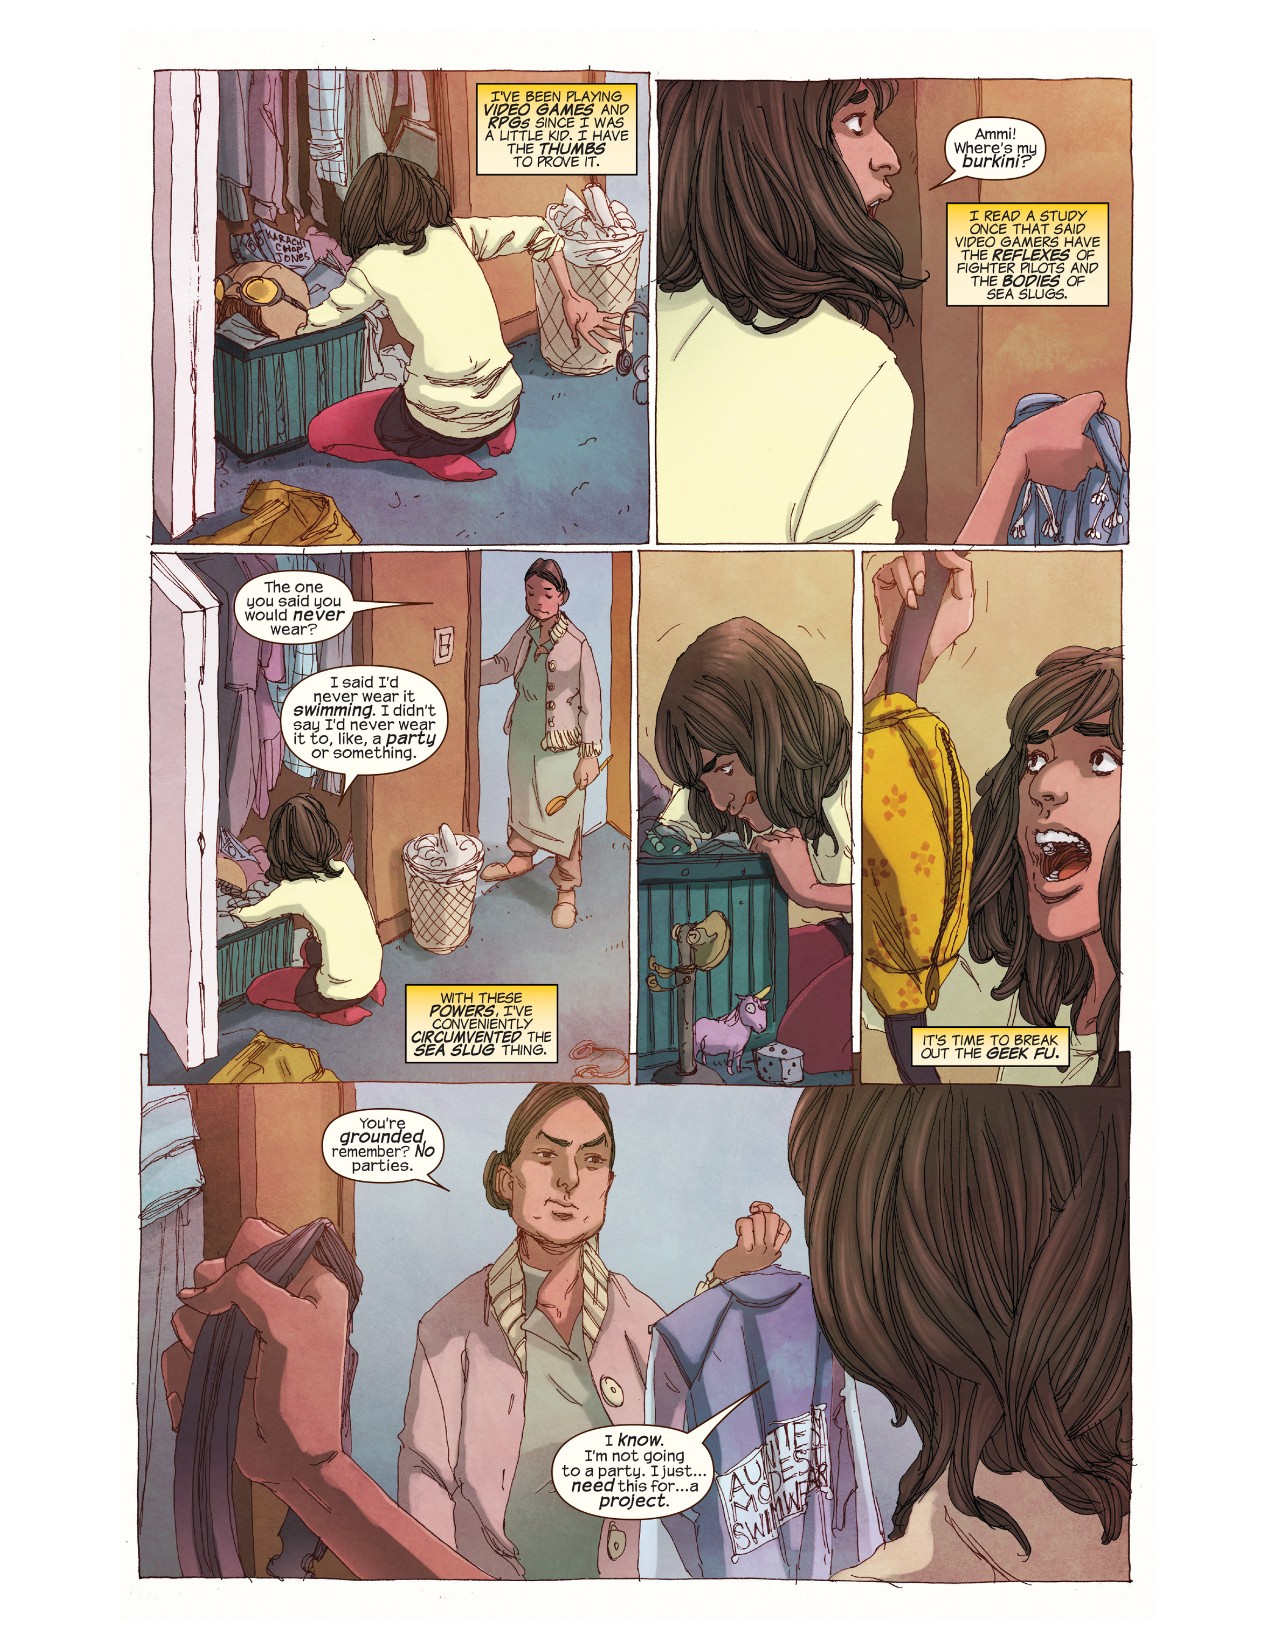 I'VE BEEN PLAYING
VIDEO GAMES AND
RPGs SINCE I WAS
A LITTLE KID. I HAVE
THE THUMBS
TO PROVE IT.
KARACHI
CHOP
JONES
Ammi!
Where's my
burkini?
I READ A STUDY
ONCE THAT SAID
VIDEO GAMERS HAVE
THE REFLEXES OF
FIGHTER PILOTS AND
THE BODIES OF
SEA SLUGS.
The one
you said you
would never
wear?
I said I'd
never wear it
swimming. I didn't
say I'd never wear
it to, like, a party
or something.
WITH THESE
POWERS, I'VE
CONVENIENTLY
CIRCUMVENTED THE
SEA SLUG THING.
IT'S TIME TO BREAK
OUT THE GEEK FU.
You're
grounded,
remember? No
parties.
I know.
I'm not going
to a party. I just...
need this for...a
project.
MODEST
SWIMWEAR